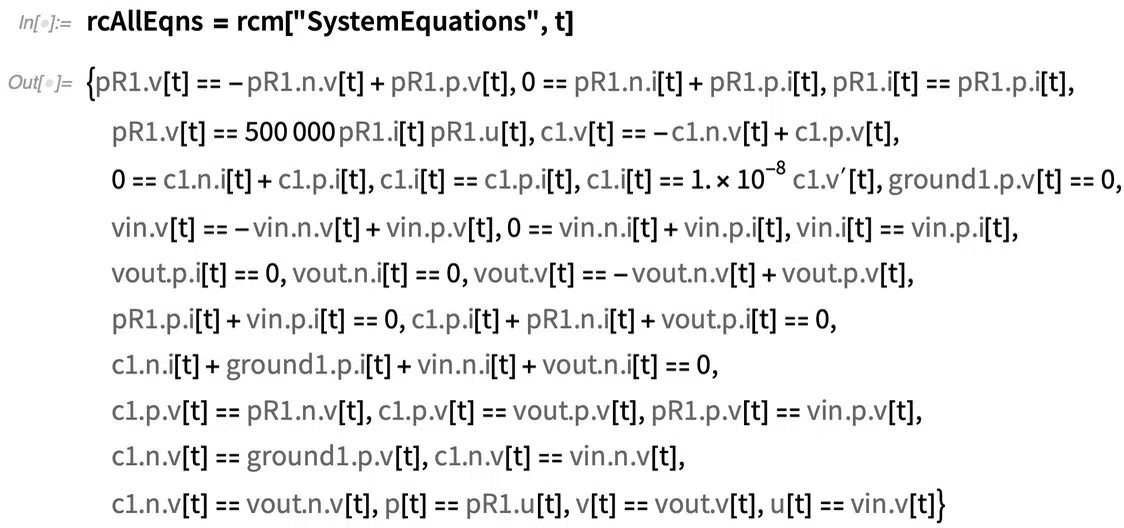 In[◦]:= rcAllEqns = rcm["SystemEquations", t]
Out[◦]= {pR1.v[t] == -pR1.n.v[t] + pR1.p.v[t], 0 == pR1.n.i[t] + pR1.p.i[t], pR1.i[t] == pR1.p.i[t],
pR1.v[t] == 500 000 pR1.i[t] pR1.u[t], c1.v[t] == -c1.n.v[t] + c1.p.v[t],
0 == c1.n.i[t] + c1.p.i[t], c1.i[t] == c1.p.i[t], c1.i[t] == 1. × 10⁻⁸ c1.v′[t], ground1.p.v[t] == 0,
vin.v[t] == -vin.n.v[t] + vin.p.v[t], 0 == vin.n.i[t] + vin.p.i[t], vin.i[t] == vin.p.i[t],
vout.p.i[t] == 0, vout.n.i[t] == 0, vout.v[t] == -vout.n.v[t] + vout.p.v[t],
pR1.p.i[t] + vin.p.i[t] == 0, c1.p.i[t] + pR1.n.i[t] + vout.p.i[t] == 0,
c1.n.i[t] + ground1.p.i[t] + vin.n.i[t] + vout.n.i[t] == 0,
c1.p.v[t] == pR1.n.v[t], c1.p.v[t] == vout.p.v[t], pR1.p.v[t] == vin.p.v[t],
c1.n.v[t] == ground1.p.v[t], c1.n.v[t] == vin.n.v[t],
c1.n.v[t] == vout.n.v[t], p[t] == pR1.u[t], v[t] == vout.v[t], u[t] == vin.v[t]}